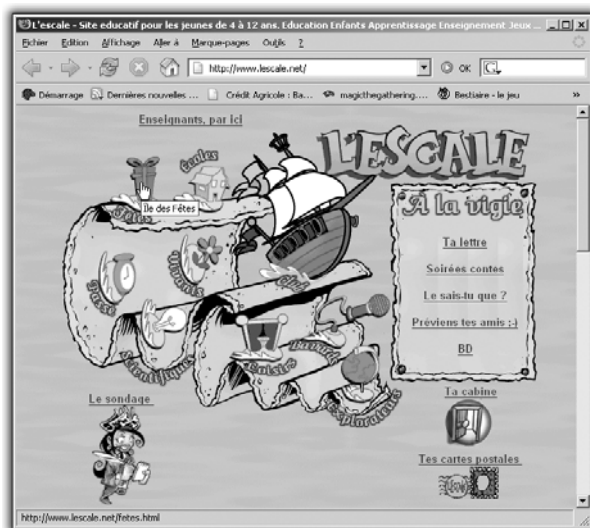 L'escale - Site educatif pour les jeunes de 4 à 12 ans. Education Enfants Apprentissage Enseignement Jeux ...
Fichier Edition Affichage Aller à Marque-pages Outils ?
http://www.lescale.net/ OK G
Démarrage Dernières nouvelles ... Crédit Agricole : Ba... magicthegathering.... Bestiaire - le jeu »
Enseignants, par ici
L'ESCALE
Écoles
Fêtes
Île des Fêtes
A la vigie
Ta lettre
Soirées contes
Le sais-tu que ?
Préviens tes amis ;-)
BD
Vivants
Club
Scientifiques
Loisirs
Bavards
Explorateurs
Le sondage
Ta cabine
Tes cartes postales
http://www.lescale.net/fetes.html